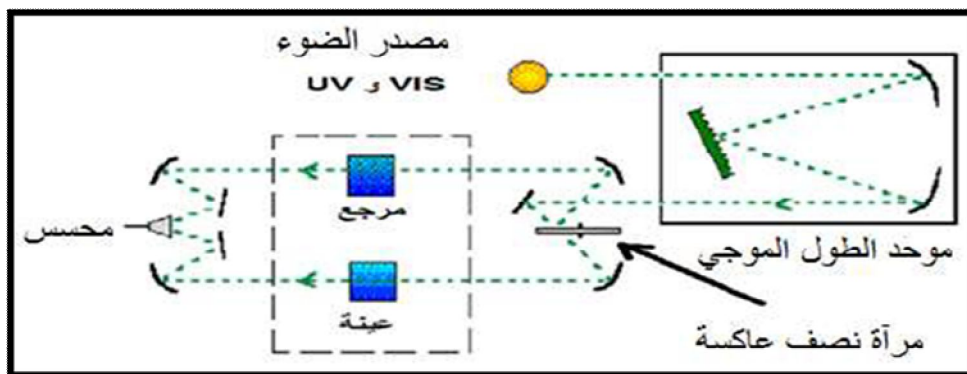 مصدر الضوء
UV و VIS
مرجع
محسس
موحد الطول الموجي
عينة
مرآة نصف عاكسة